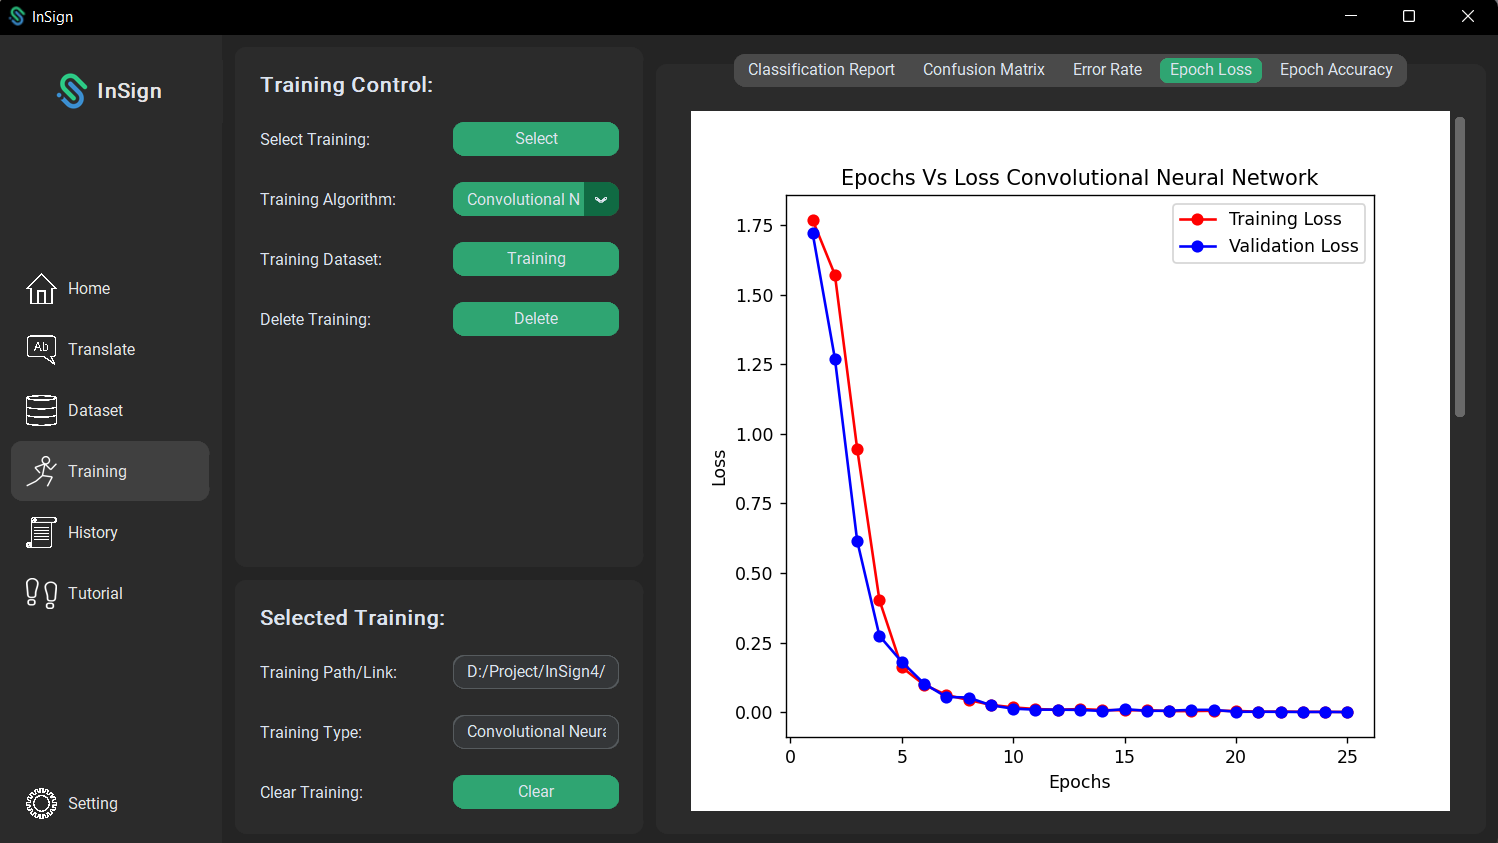 InSign
InSign
Home
Ab
Translate
Dataset
Training
History
Tutorial
Setting
Training Control:
Select Training:
Select
Training Algorithm:
Convolutional N
Training Dataset:
Training
Delete Training:
Delete
Selected Training:
Training Path/Link:
D:/Project/InSign4/
Training Type:
Convolutional Neura
Clear Training:
Clear
Classification Report
Confusion Matrix
Error Rate
Epoch Loss
Epoch Accuracy
Epochs Vs Loss Convolutional Neural Network
Training Loss
Validation Loss
1.75
1.50
1.25
1.00
0.75
0.50
0.25
0.00
Loss
0 5 10 15 20 25
Epochs